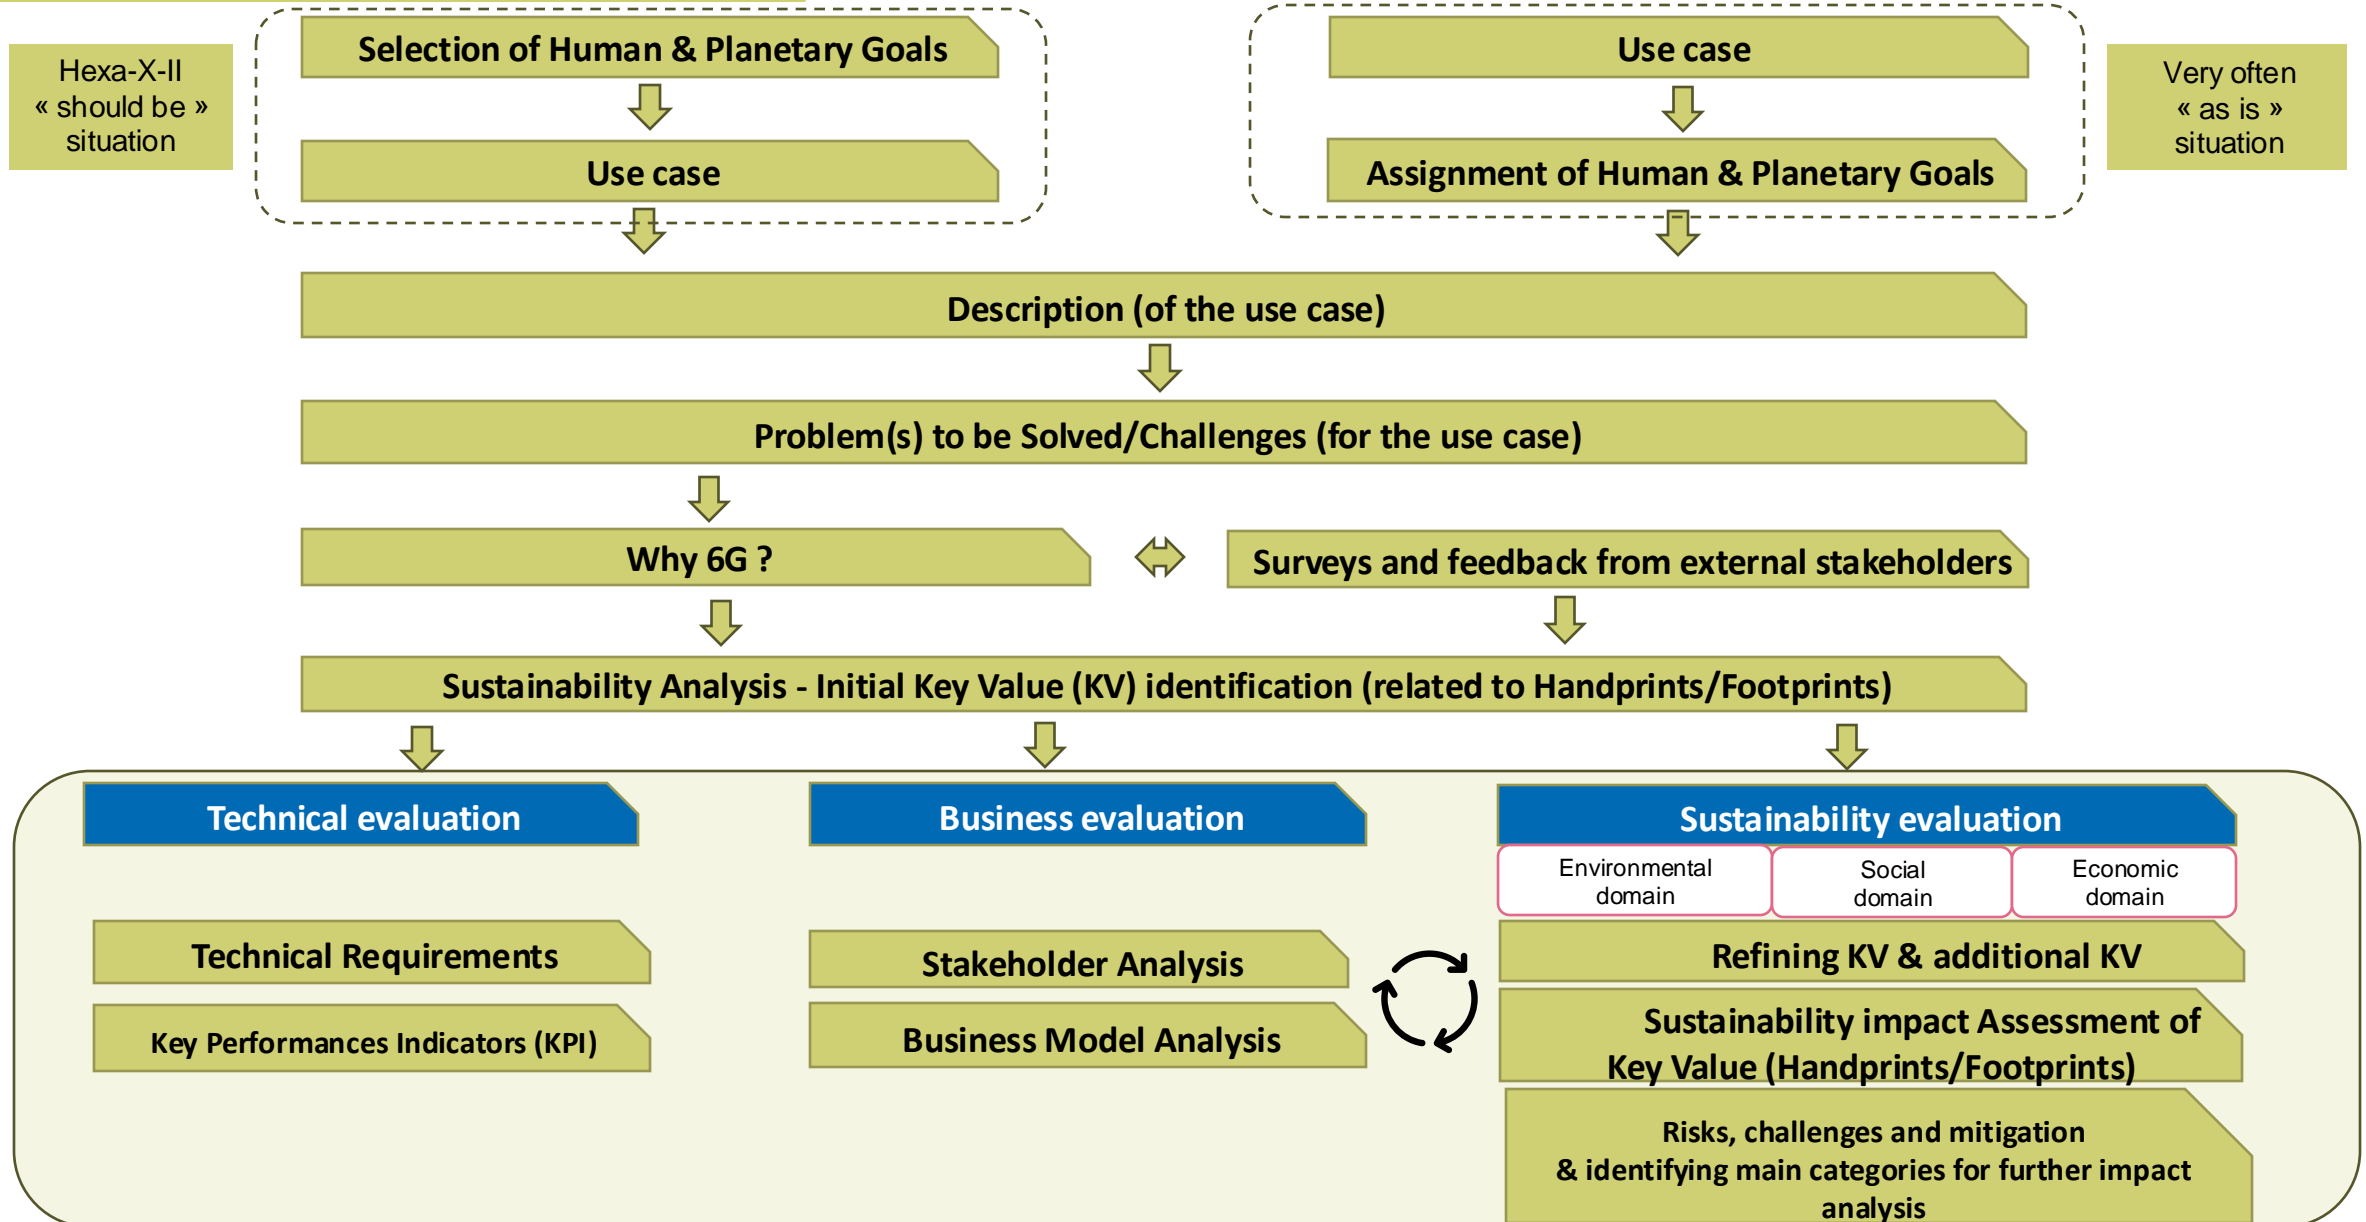 Hexa-X-II
« should be »
situation
Selection of Human & Planetary Goals
Use case
Use case
Assignment of Human & Planetary Goals
Very often
« as is »
situation
Description (of the use case)
Problem(s) to be Solved/Challenges (for the use case)
Why 6G ?
Surveys and feedback from external stakeholders
Sustainability Analysis - Initial Key Value (KV) identification (related to Handprints/Footprints)
Technical evaluation
Technical Requirements
Key Performances Indicators (KPI)
Business evaluation
Stakeholder Analysis
Business Model Analysis
Sustainability evaluation
Environmental
domain
Social
domain
Economic
domain
Refining KV & additional KV
Sustainability impact Assessment of
Key Value (Handprints/Footprints)
Risks, challenges and mitigation
& identifying main categories for further impact
analysis